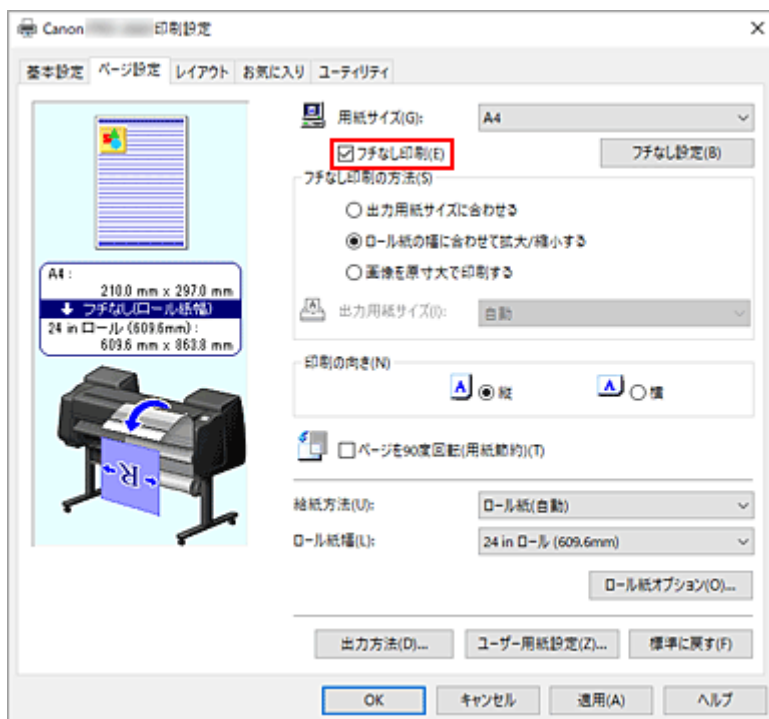 Canon 印刷設定
基本設定 ページ設定 レイアウト お気に入り ユーティリティ
用紙サイズ(G): A4
フチなし印刷(E) フチなし設定(B)
フチなし印刷の方法(S)
出力用紙サイズに合わせる
ロール紙の幅に合わせて拡大/縮小する
画像を原寸大で印刷する
出力用紙サイズ(I): 自動
A4 :
210.0 mm x 297.0 mm
フチなし(ロール紙幅)
24 in ロール (609.6mm) :
609.6 mm x 863.8 mm
印刷の向き(N)
A 縦 A 横
R
ページを90度回転(用紙節約)(T)
給紙方法(U): ロール紙(自動)
ロール紙幅(L): 24 in ロール (609.6mm)
ロール紙オプション(O)...
出力方法(D)... ユーザー用紙設定(Z)... 標準に戻す(F)
OK キャンセル 適用(A) ヘルプ